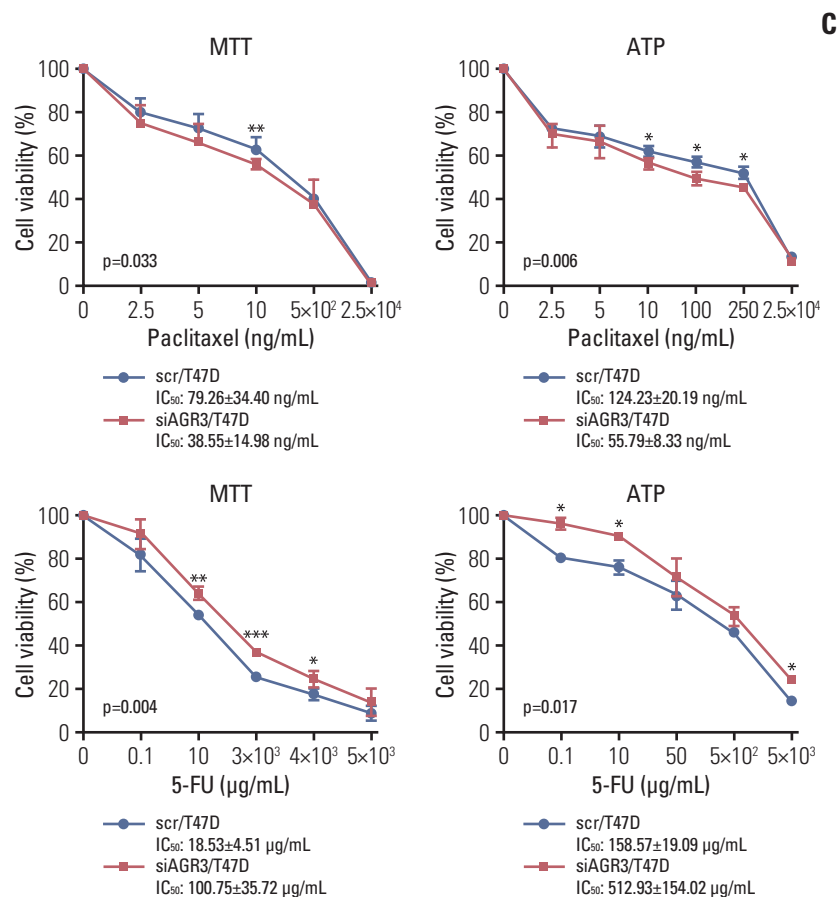 C
MTT
Cell viability (%)
100
80
60
40
20
0
**
p=0.033
0 2.5 5 10 5×10² 2.5×10⁴
Paclitaxel (ng/mL)
scr/T47D
IC₅₀: 79.26±34.40 ng/mL
siAGR3/T47D
IC₅₀: 38.55±14.98 ng/mL
ATP
Cell viability (%)
100
80
60
40
20
0
* * *
p=0.006
0 2.5 5 10 100 250 2.5×10⁴
Paclitaxel (ng/mL)
scr/T47D
IC₅₀: 124.23±20.19 ng/mL
siAGR3/T47D
IC₅₀: 55.79±8.33 ng/mL
MTT
Cell viability (%)
100
80
60
40
20
0
**
***
*
p=0.004
0 0.1 10 3×10³ 4×10³ 5×10³
5-FU (µg/mL)
scr/T47D
IC₅₀: 18.53±4.51 µg/mL
siAGR3/T47D
IC₅₀: 100.75±35.72 µg/mL
ATP
Cell viability (%)
100
80
60
40
20
0
* *
*
p=0.017
0 0.1 10 50 5×10² 5×10³
5-FU (µg/mL)
scr/T47D
IC₅₀: 158.57±19.09 µg/mL
siAGR3/T47D
IC₅₀: 512.93±154.02 µg/mL